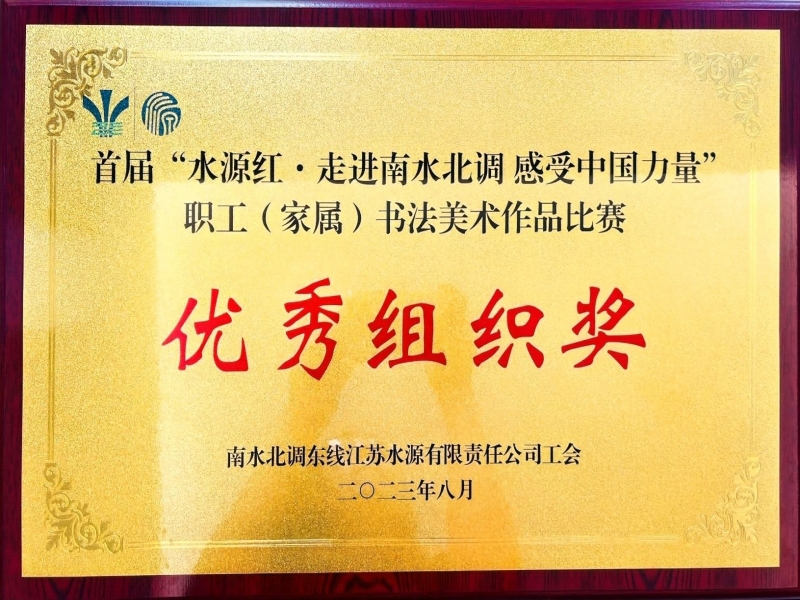 首届“水源红·走进南水北调 感受中国力量”
职工（家属）书法美术作品比赛
优秀组织奖
南水北调东线江苏水源有限责任公司工会
二〇二三年八月